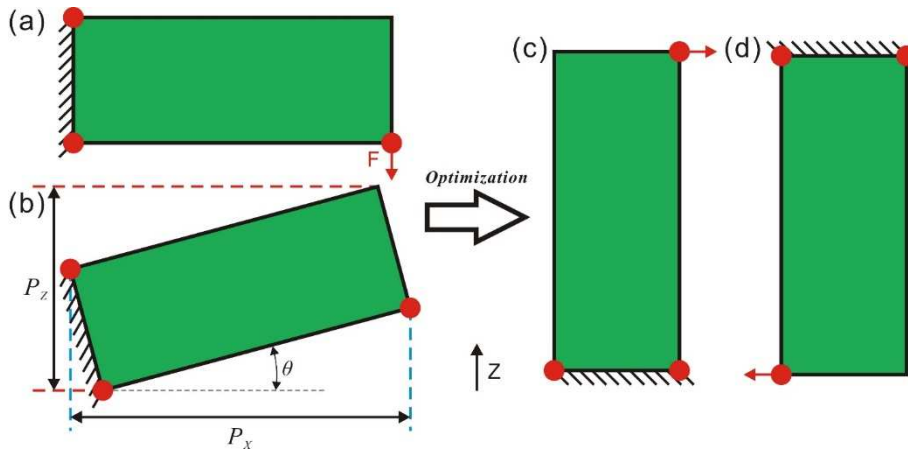 (a)
F
(b)
P_Z
θ
P_X
Optimization
(c)
(d)
Z